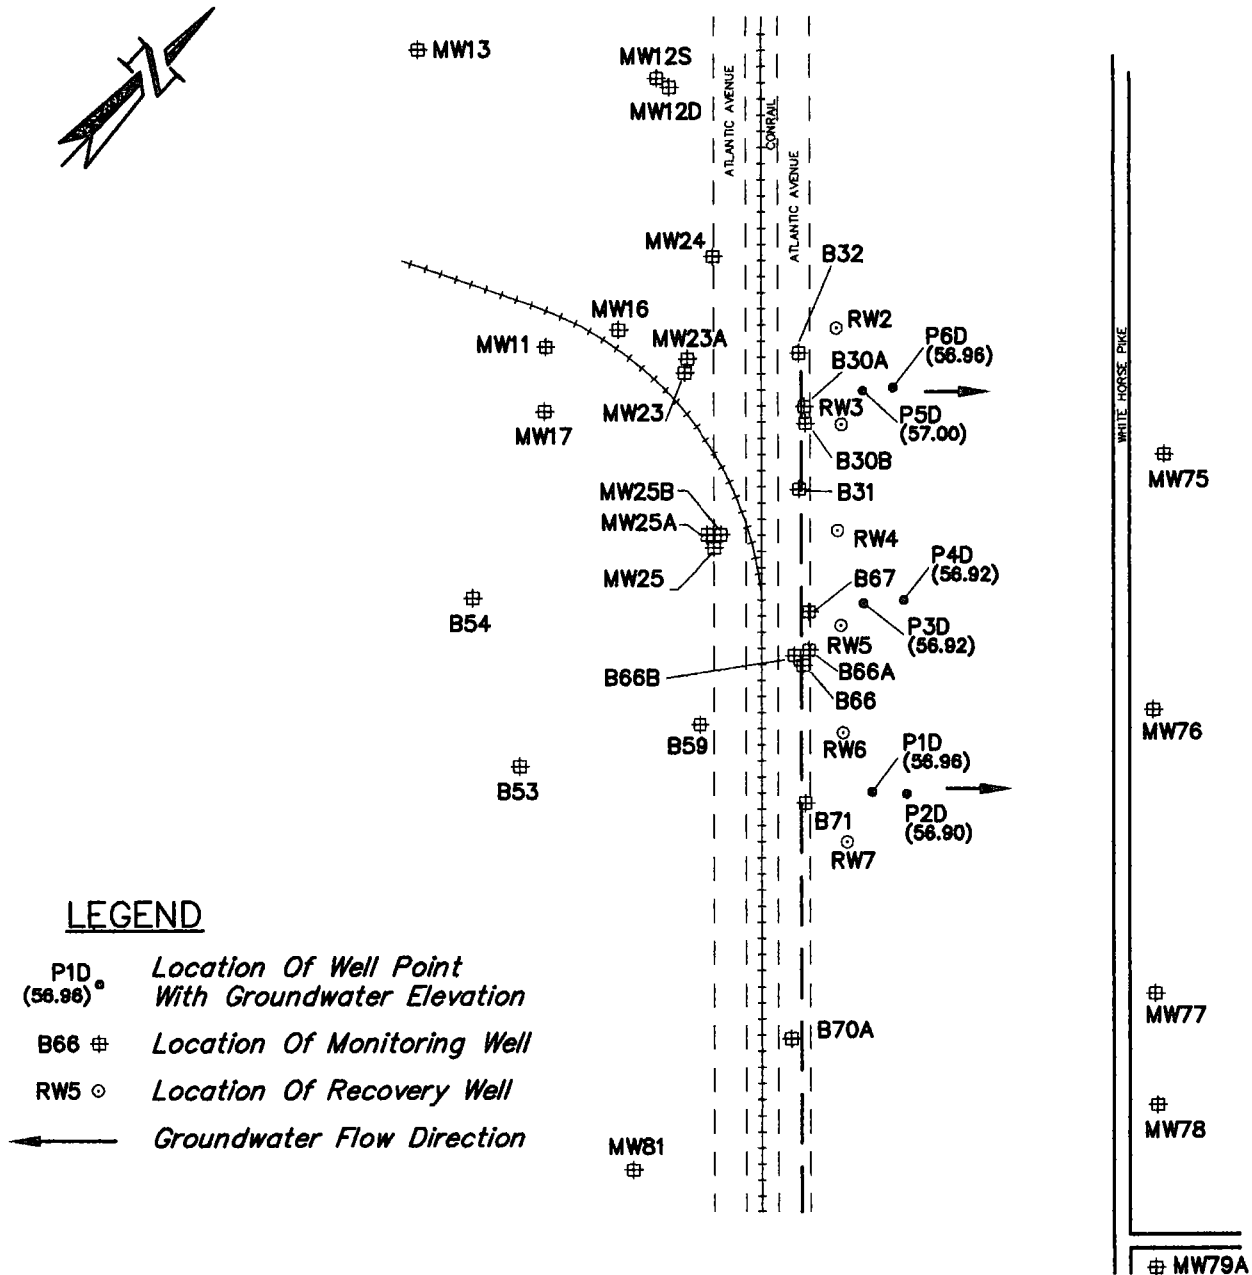 N
MW13
MW12S
MW12D
ATLANTIC AVENUE
CONRAIL
ATLANTIC AVENUE
MW24
B32
MW16
RW2
MW11
MW23A
P6D
(56.96)
B30A
MW23
RW3
P5D
(57.00)
MW17
B30B
WHITE HORSE PIKE
MW75
MW25B
B31
MW25A
RW4
MW25
P4D
(56.92)
B67
B54
P3D
(56.92)
RW5
B66A
B66B
B66
MW76
B59
RW6
P1D
(56.96)
B53
B71
P2D
(56.90)
RW7
LEGEND
P1D
(56.96)
Location Of Well Point
With Groundwater Elevation
B66
Location Of Monitoring Well
RW5
Location Of Recovery Well
Groundwater Flow Direction
B70A
MW77
MW78
MW81
MW79A